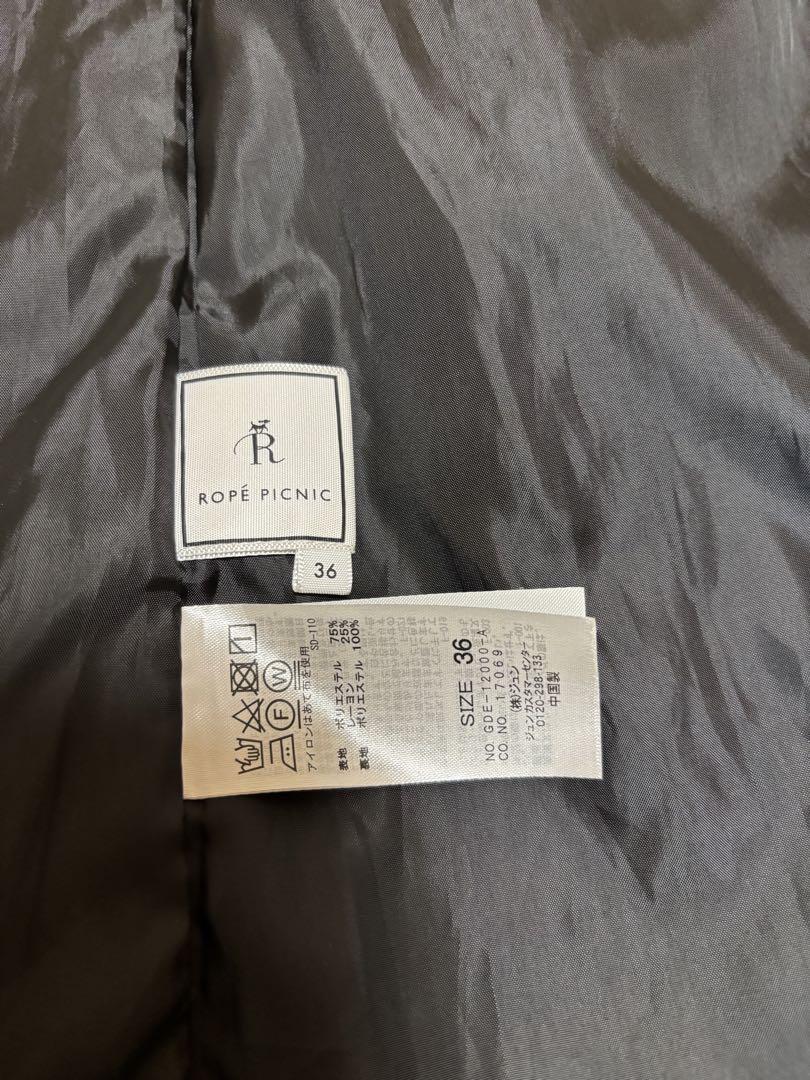 R
ROPÉ PICNIC
36
アイロンはあて布を使用
SD-110
表地 ポリエステル 75%
レーヨン 25%
裏地 ポリエステル 100%
SIZE 36
NO. GDE-12000-A
CO. NO. 17069
(株)ジュン
ジュンカスタマーセンター
0120-298-133
中国製